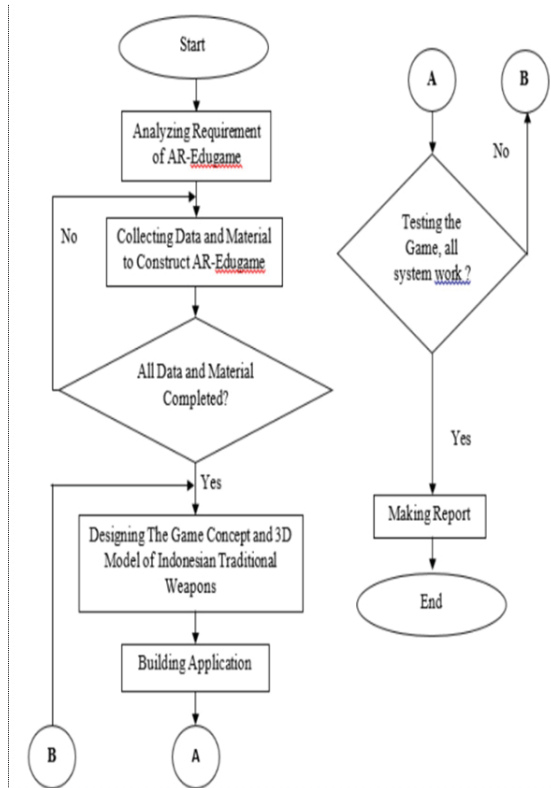 Start
Analyzing Requirement
of AR-Edugame
No
Collecting Data and Material
to Construct AR-Edugame
All Data and Material
Completed?
Yes
Designing The Game Concept and 3D
Model of Indonesian Traditional
Weapons
Building Application
B
A
A
B
No
Testing the
Game, all
system work ?
Yes
Making Report
End